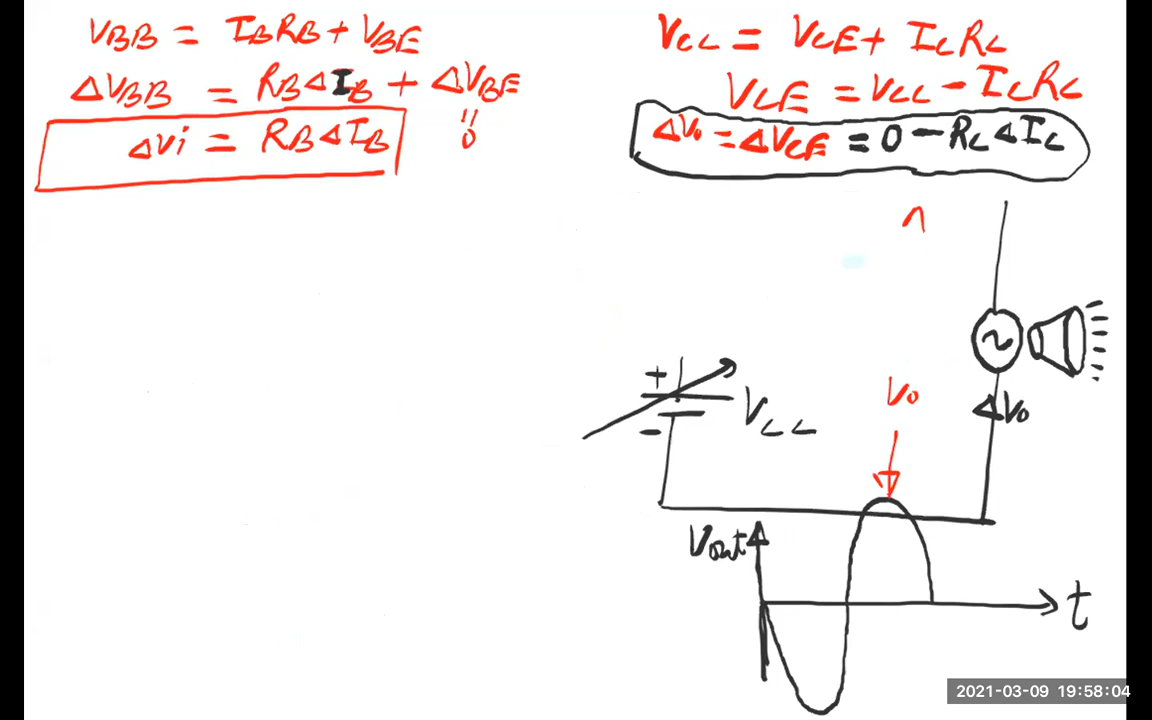 VBB = IBRB + VBE
ΔVBB = RBΔIB + ΔVBE
"
0
ΔVi = RBΔIB
VCC = VCE + ICRC
VCE = VCC - ICRC
ΔVo = ΔVCE = 0 - RCΔIC
+
-
VCC
Vo
ΔVo
Vout
t
2021-03-09 19:58:04